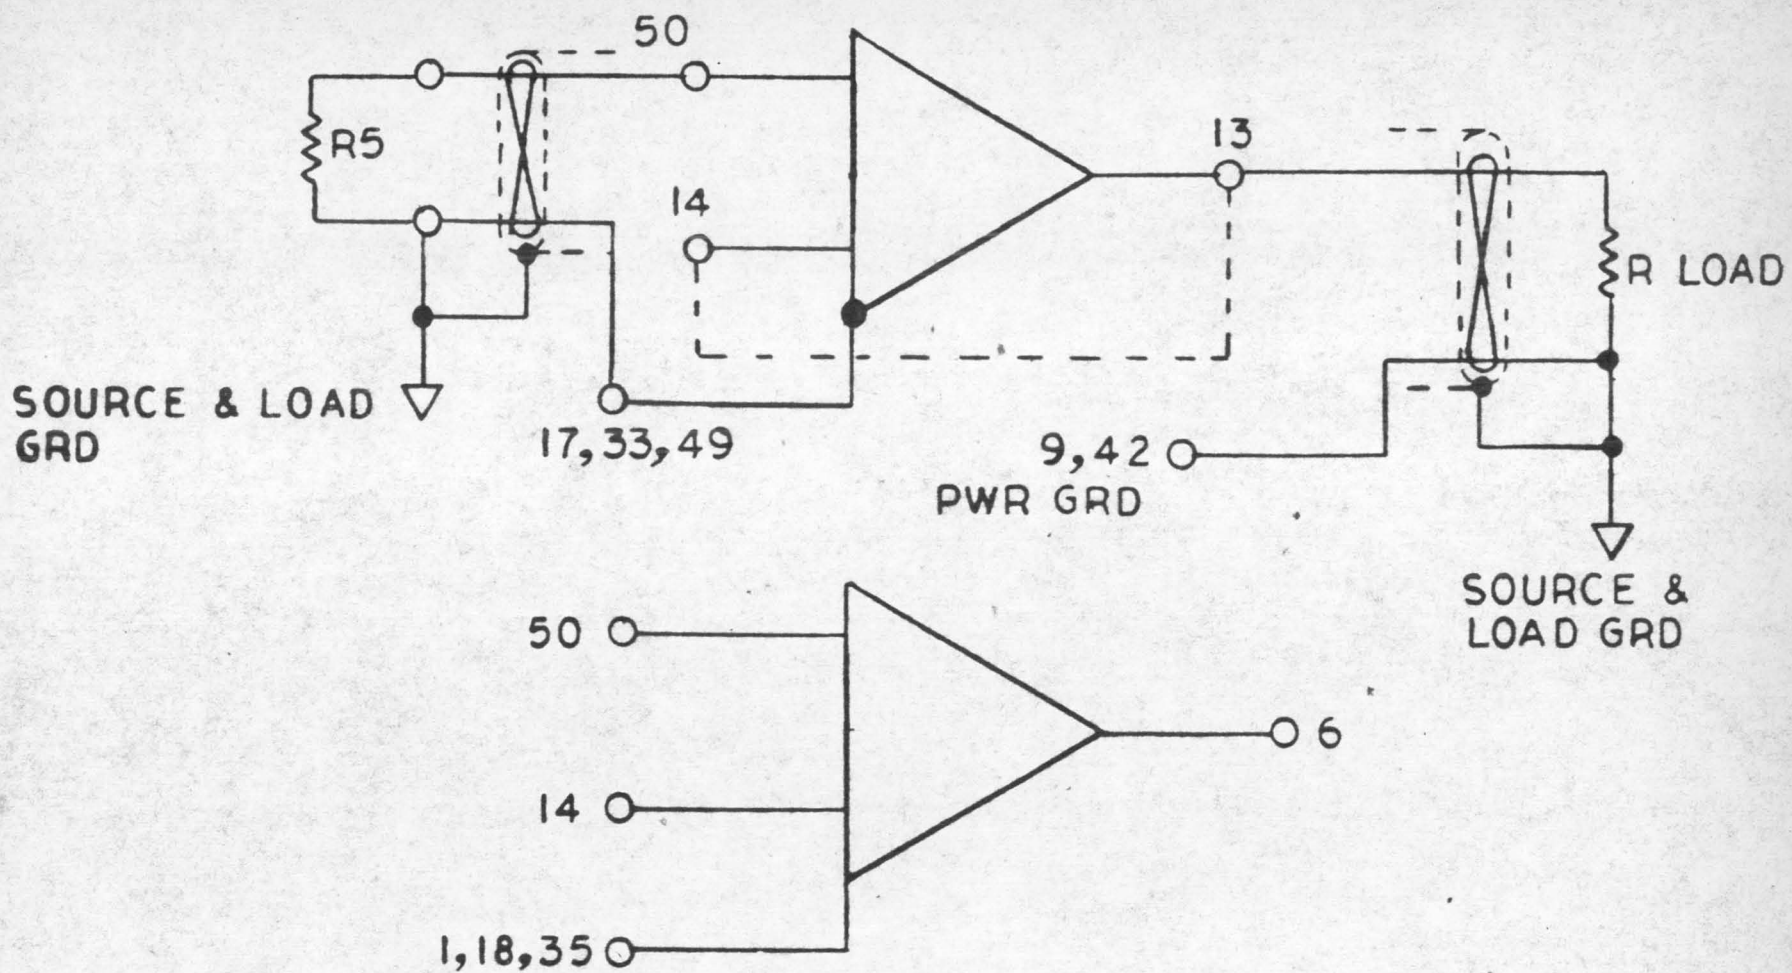 50
R5
13
14
R LOAD
SOURCE & LOAD
GRD
17,33,49
9,42
PWR GRD
SOURCE &
LOAD GRD
50
6
14
1,18,35